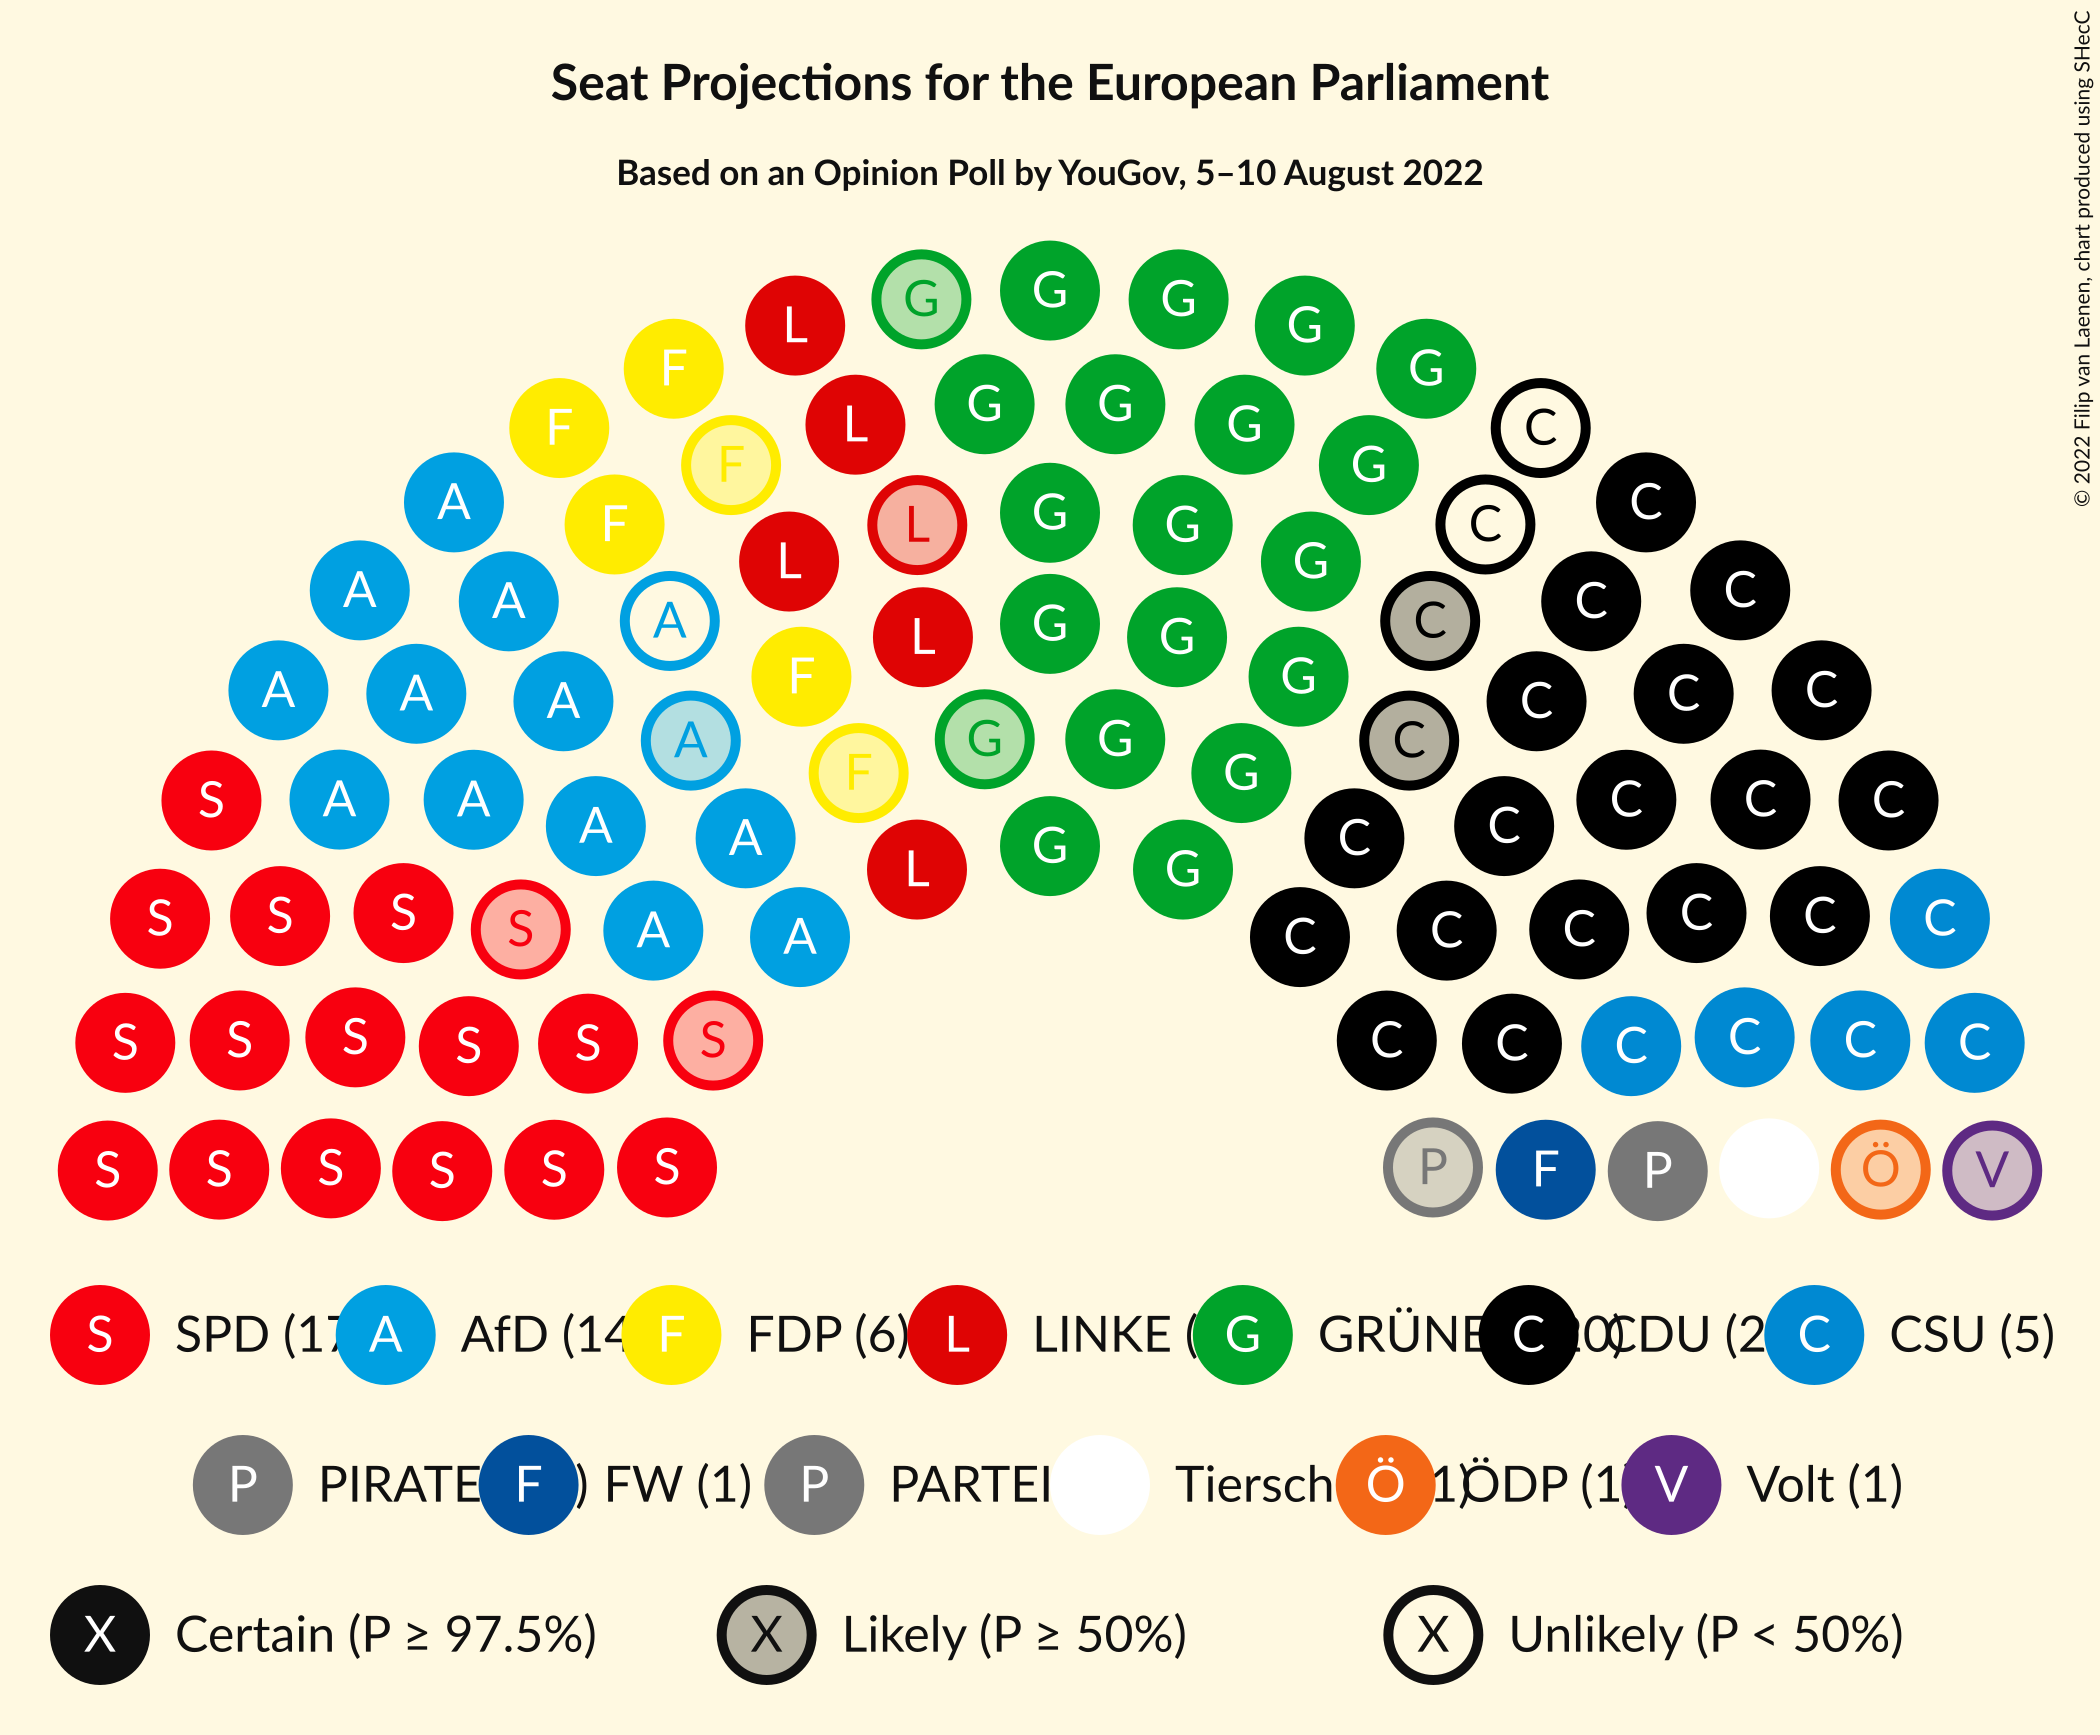 Seat Projections for the European Parliament
Based on an Opinion Poll by YouGov, 5–10 August 2022
© 2022 Filip van Laenen, chart produced using SHecC
G G G G G
L C
F G G G G C
F L C
A F G G G C
F L L C
A A A G G G C C C
A A A F L G C C C
A A G G G C
S A A A A F C C C C C
S S S S A A L G G C C C C C C
S S S S S S C C C C C C
S S S S S S P F P Ö V
S SPD (17 A AfD (14 F FDP (6) L LINKE ( G GRÜNE C 20) CDU (2 C CSU (5)
P PIRATE F ) FW (1) P PARTEI Tiersch Ö 1) ÖDP (1) V Volt (1)
X Certain (P ≥ 97.5%) X Likely (P ≥ 50%) X Unlikely (P < 50%)